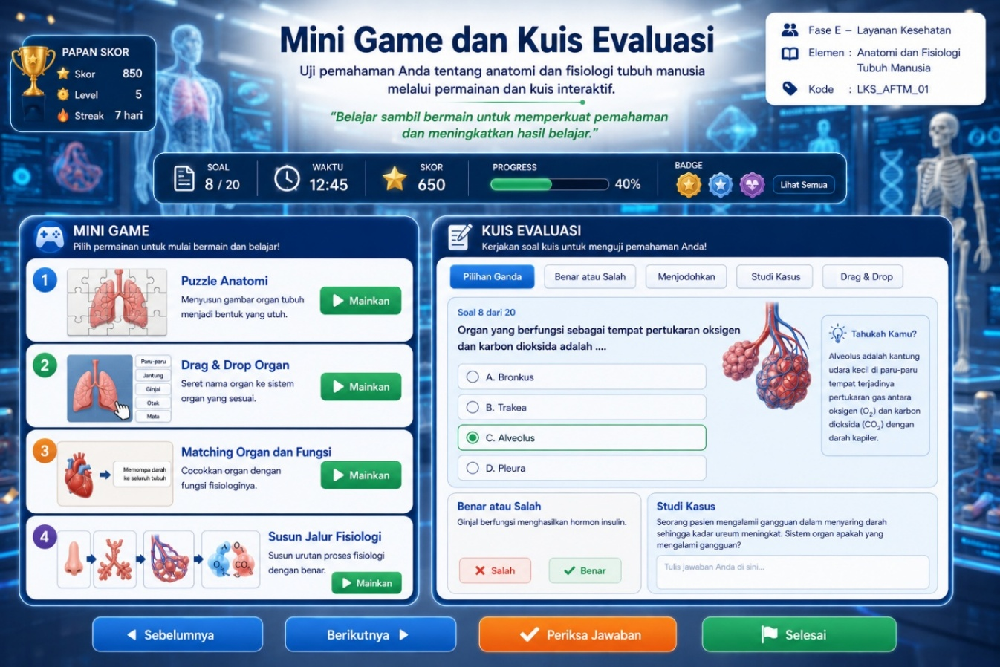 PAPAN SKOR
Skor 850
Level 5
Streak 7 hari
Mini Game dan Kuis Evaluasi
Uji pemahaman Anda tentang anatomi dan fisiologi tubuh manusia
melalui permainan dan kuis interaktif.
“Belajar sambil bermain untuk memperkuat pemahaman
dan meningkatkan hasil belajar.”
Fase E – Layanan Kesehatan
Elemen : Anatomi dan Fisiologi
Tubuh Manusia
Kode : LKS_AFTM_01
SOAL
8 / 20
WAKTU
12:45
SKOR
650
PROGRESS
40%
BADGE
Lihat Semua
MINI GAME
Pilih permainan untuk mulai bermain dan belajar!
1
Puzzle Anatomi
Menyusun gambar organ tubuh
menjadi bentuk yang utuh.
Mainkan
2
Paru-paru
Jantung
Ginjal
Otak
Mata
Drag & Drop Organ
Seret nama organ ke sistem
organ yang sesuai.
Mainkan
3
Memompa darah
ke seluruh tubuh
Matching Organ dan Fungsi
Cocokkan organ dengan
fungsi fisiologinya.
Mainkan
4
O₂
CO₂
Susun Jalur Fisiologi
Susun urutan proses fisiologi
dengan benar.
Mainkan
KUIS EVALUASI
Kerjakan soal kuis untuk menguji pemahaman Anda!
Pilihan Ganda
Benar atau Salah
Menjodohkan
Studi Kasus
Drag & Drop
Soal 8 dari 20
Organ yang berfungsi sebagai tempat pertukaran oksigen
dan karbon dioksida adalah ....
A. Bronkus
B. Trakea
C. Alveolus
D. Pleura
Tahukah Kamu?
Alveolus adalah kantung
udara kecil di paru-paru
tempat terjadinya
pertukaran gas antara
oksigen (O₂) dan karbon
dioksida (CO₂) dengan
darah kapiler.
Benar atau Salah
Ginjal berfungsi menghasilkan hormon insulin.
Salah
Benar
Studi Kasus
Seorang pasien mengalamii gangguan dalam menyaring darah
sehingga kadar ureum meningkat. Sistem organ apakah yang
mengalami gangguan?
Tulis jawaban Anda di sini...
Sebelumnya
Berikutnya
Periksa Jawaban
Selesai